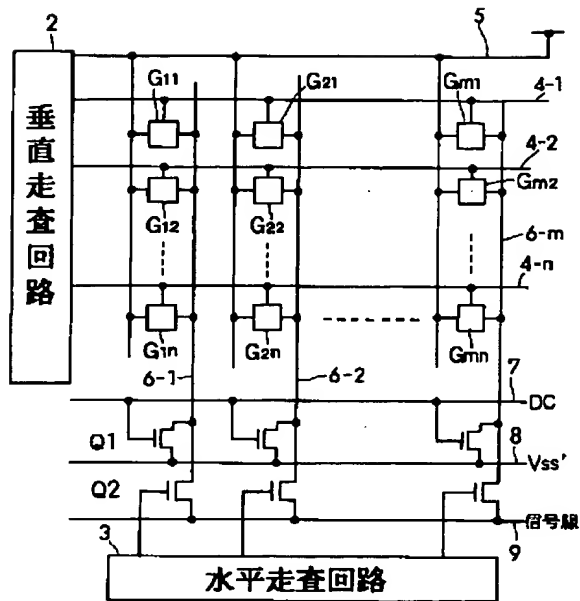 2
5
G11
G21
Gm1
4-1
垂直走査回路
4-2
G12
G22
Gm2
6-m
4-n
G1n
G2n
Gmn
6-1
6-2
7
DC
Q1
8
Vss'
Q2
信号線
3
9
水平走査回路